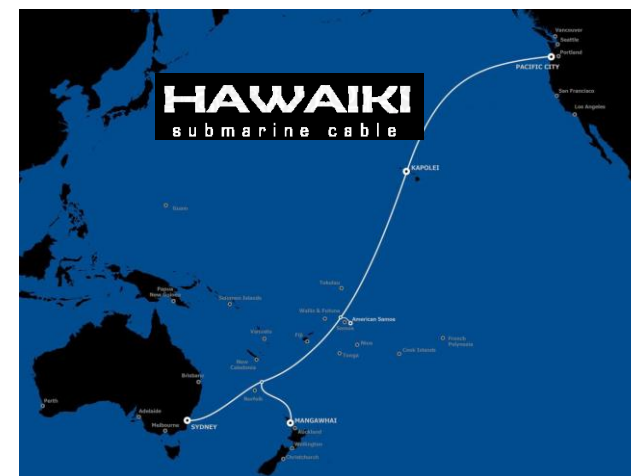 HAWAIKI
submarine cable
Vancouver
Seattle
Portland
PACIFIC CITY
San Francisco
Los Angeles
KAPOLEI
Guam
Tokelau
Papua
New Guinea
Solomon Islands
Wallis & Futuna
American Samoa
Samoa
Vanuatu
Fiji
Niue
Tonga
Cook Islands
French
Polynesia
New
Caledonia
Brisbane
Norfolk
Perth
Adelaide
Melbourne
SYDNEY
MANGAWHAI
Auckland
Wellington
Christchurch